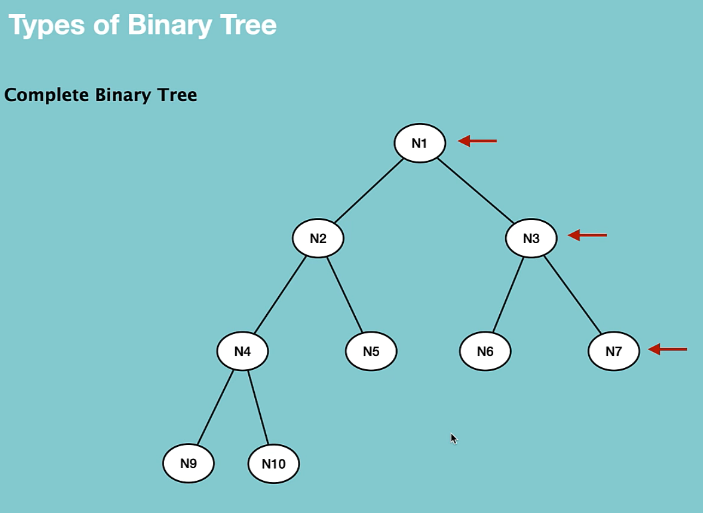 Types of Binary Tree
Complete Binary Tree
N1
N2
N3
N4
N5
N6
N7
N9
N10